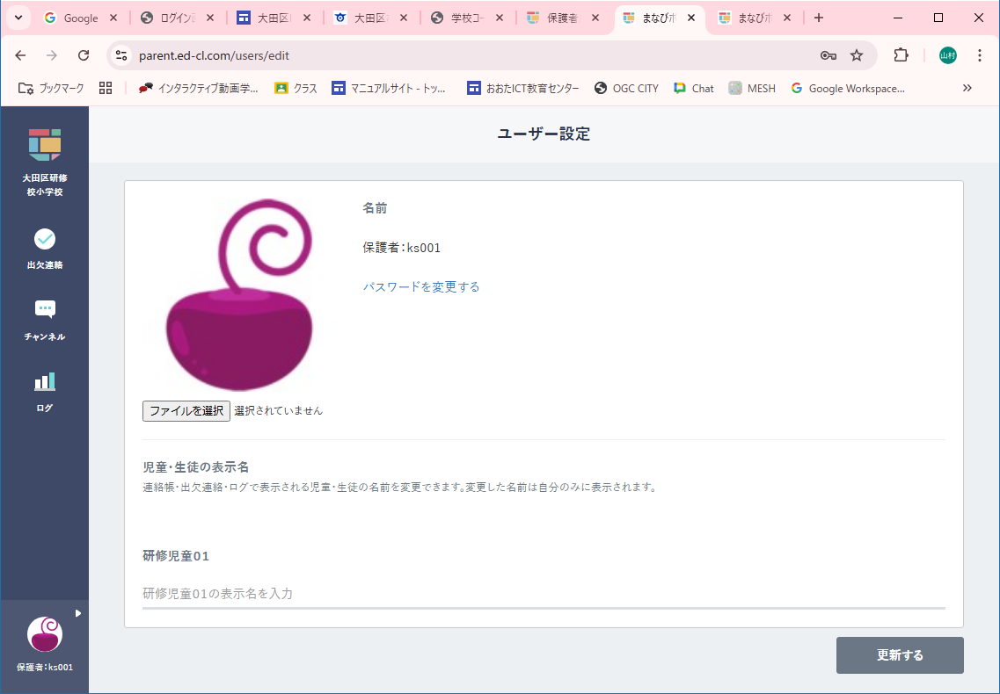 Google
ログイン
大田区
大田区
学校コー
保護者
まなびポ
まなびポ
parent.ed-cl.com/users/edit
山村
ブックマーク
インタラクティブ動画学...
クラス
マニュアルサイト - トッ...
おおたICT教育センター
OGC CITY
Chat
MESH
Google Workspace...
大田区研修
校小学校
出欠連絡
チャンネル
ログ
保護者：ks001
ユーザー設定
名前
保護者：ks001
パスワードを変更する
ファイルを選択 選択されていません
児童・生徒の表示名
連絡帳・出欠連絡・ログで表示される児童・生徒の名前を変更できます。変更した名前は自分のみに表示されます。
研修児童01
研修児童01の表示名を入力
更新する